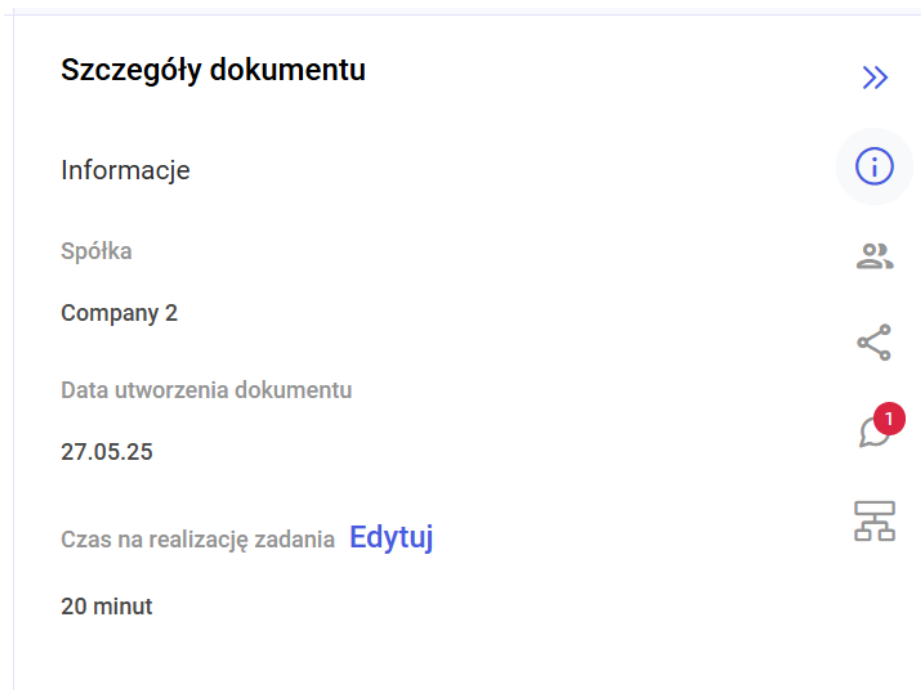 Szczegóły dokumentu
Informacje
Spółka
Company 2
Data utworzenia dokumentu
27.05.25
1
Czas na realizację zadania Edytuj
20 minut